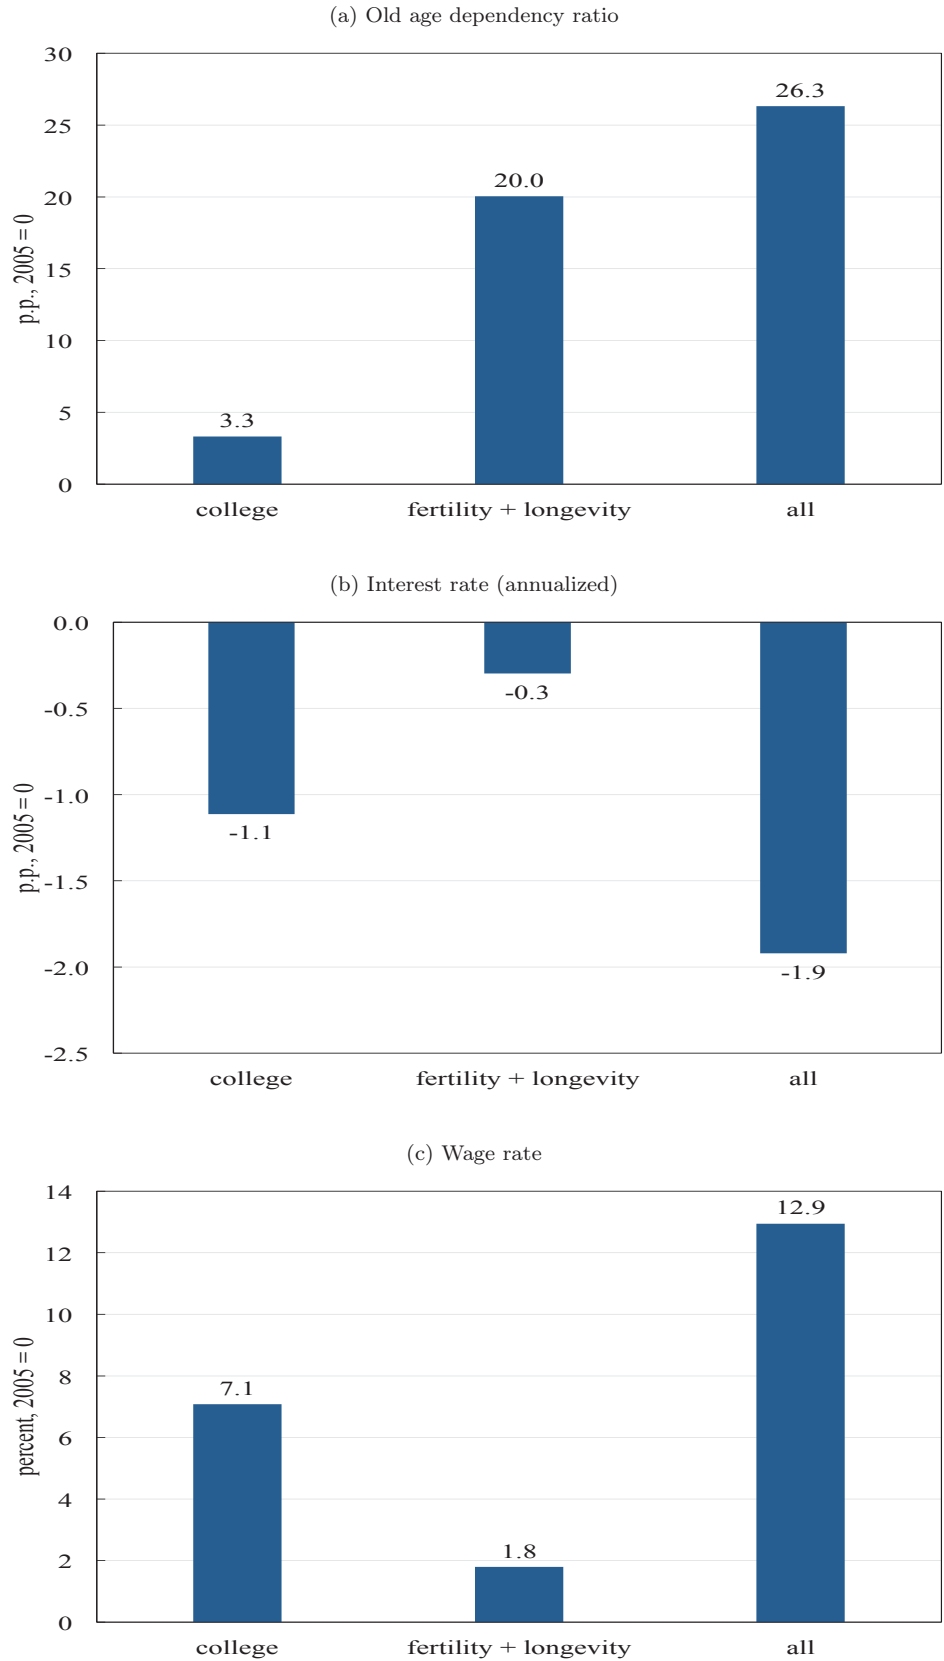 (a) Old age dependency ratio
30
25
20
15
10
5
0
p.p., 2005 = 0
3.3
20.0
26.3
college
fertility + longevity
all
(b) Interest rate (annualized)
0.0
-0.5
-1.0
-1.5
-2.0
-2.5
p.p., 2005 = 0
-1.1
-0.3
-1.9
college
fertility + longevity
all
(c) Wage rate
14
12
10
8
6
4
2
0
percent, 2005 = 0
7.1
1.8
12.9
college
fertility + longevity
all